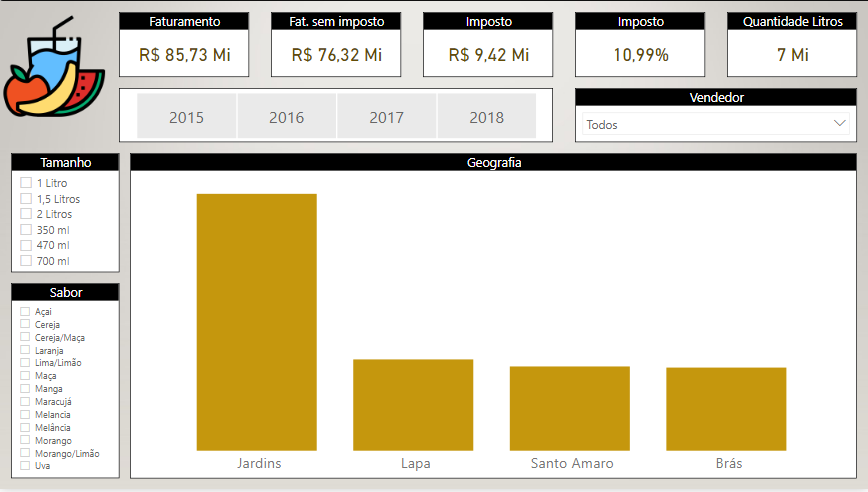 Faturamento
Fat. sem imposto
Imposto
Imposto
Quantidade Litros
R$ 85,73 Mi
R$ 76,32 Mi
R$ 9,42 Mi
10,99%
7 Mi
2015
2016
2017
2018
Vendedor
Todos
Tamanho
1 Litro
1,5 Litros
2 Litros
350 ml
470 ml
700 ml
Sabor
Açai
Cereja
Cereja/Maça
Laranja
Lima/Limão
Maça
Manga
Maracujá
Melancia
Melância
Morango
Morango/Limão
Uva
Geografia
Jardins
Lapa
Santo Amaro
Brás